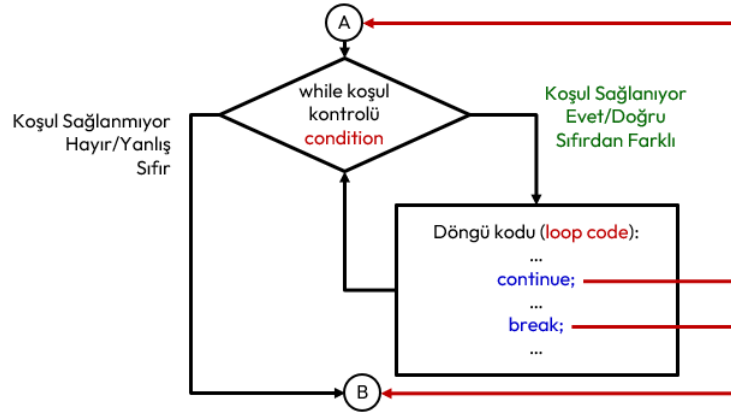 A
while koşul
kontrolü
condition
Koşul Sağlanmıyor
Hayır/Yanlış
Sıfır
Koşul Sağlanıyor
Evet/Doğru
Sıfırdan Farklı
Döngü kodu (loop code):
...
continue;
...
break;
...
B